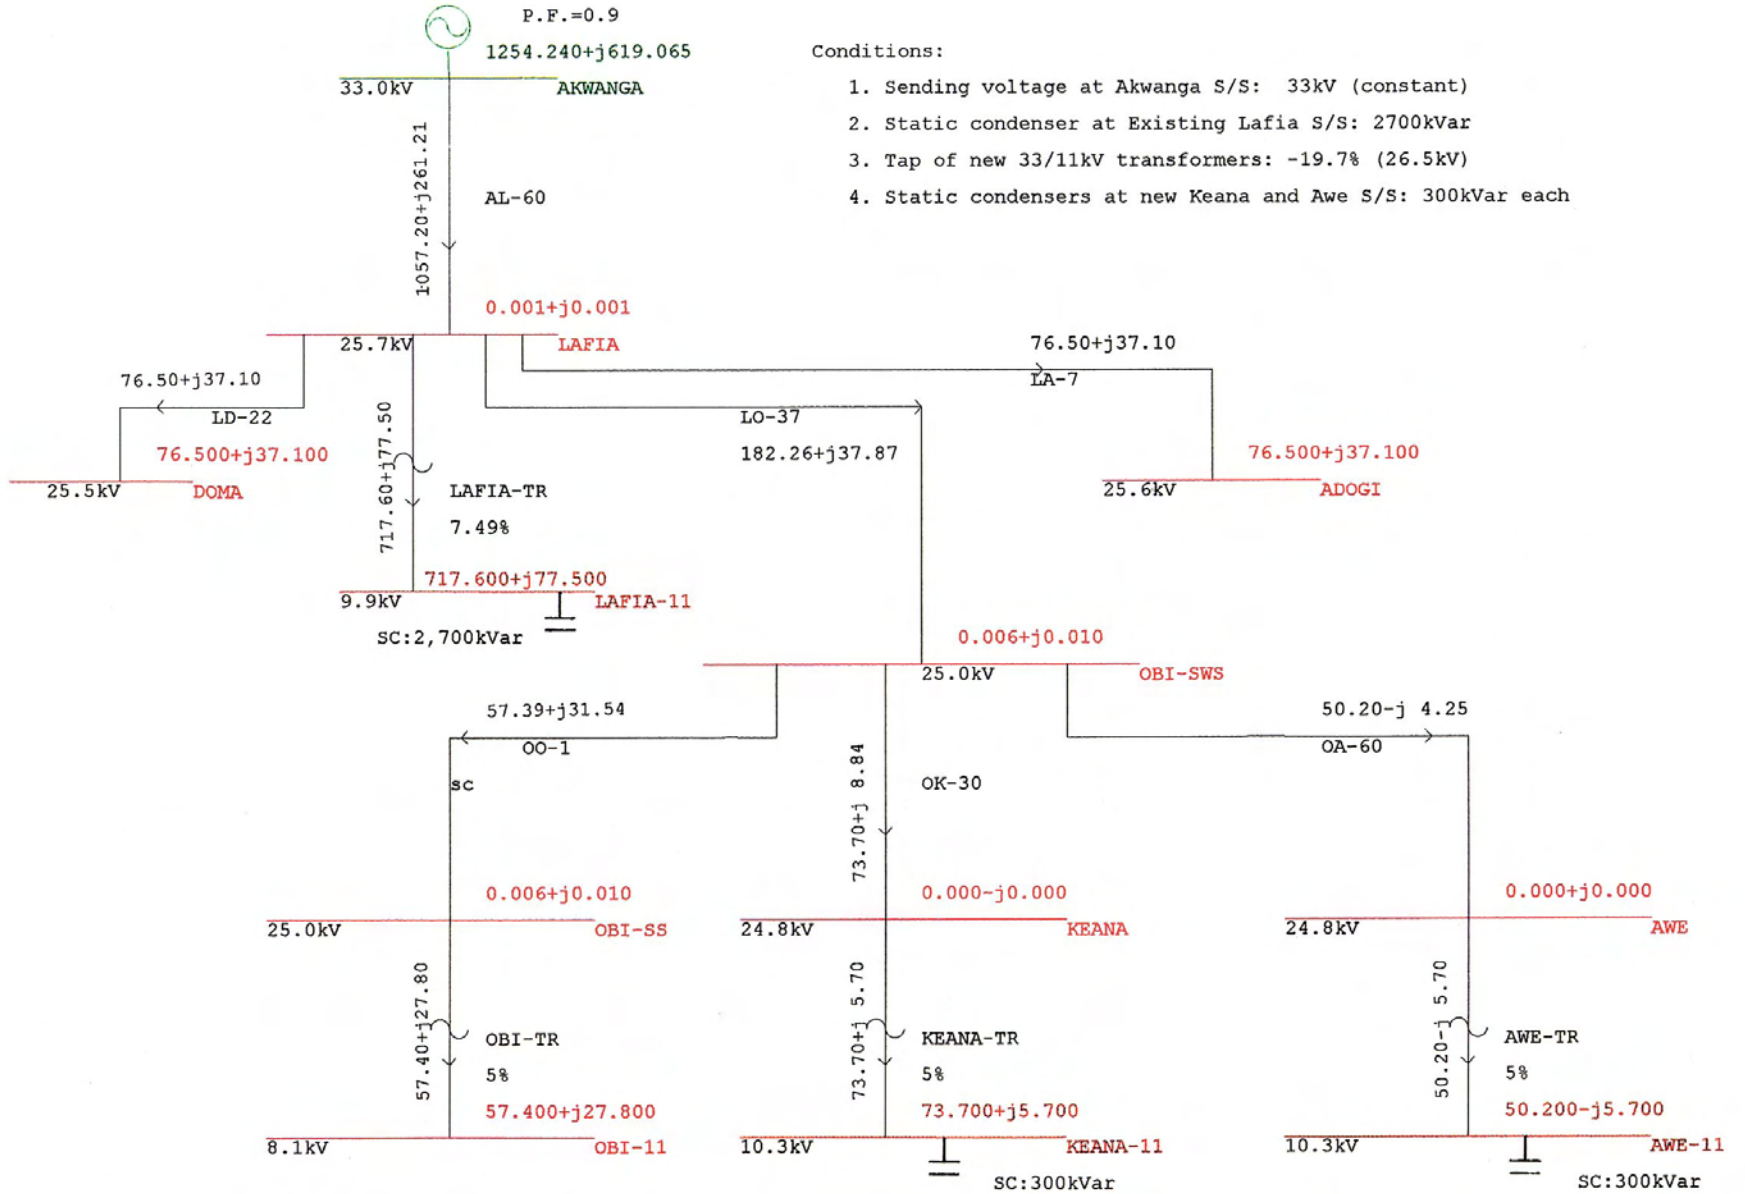 P.F.=0.9
1254.240+j619.065
33.0kV
AKWANGA
Conditions:
1. Sending voltage at Akwanga S/S: 33kV (constant)
2. Static condenser at Existing Lafia S/S: 2700kVar
3. Tap of new 33/11kV transformers: -19.7% (26.5kV)
4. Static condensers at new Keana and Awe S/S: 300kVar each
1057.20+j261.21
AL-60
0.001+j0.001
25.7kV
LAFIA
76.50+j37.10
LA-7
76.50+j37.10
LD-22
LO-37
182.26+j37.87
717.60+j77.50
76.500+j37.100
25.5kV
DOMA
76.500+j37.100
25.6kV
ADOGI
LAFIA-TR
7.49%
717.600+j77.500
9.9kV
LAFIA-11
SC:2,700kVar
0.006+j0.010
25.0kV
OBI-SWS
57.39+j31.54
OO-1
50.20-j 4.25
OA-60
sc
73.70+j 8.84
OK-30
0.006+j0.010
25.0kV
OBI-SS
0.000-j0.000
24.8kV
KEANA
0.000+j0.000
24.8kV
AWE
57.40+j27.80
OBI-TR
5%
73.70+j 5.70
KEANA-TR
5%
50.20-j 5.70
AWE-TR
5%
57.400+j27.800
8.1kV
OBI-11
73.700+j5.700
10.3kV
KEANA-11
SC:300kVar
50.200-j5.700
10.3kV
AWE-11
SC:300kVar